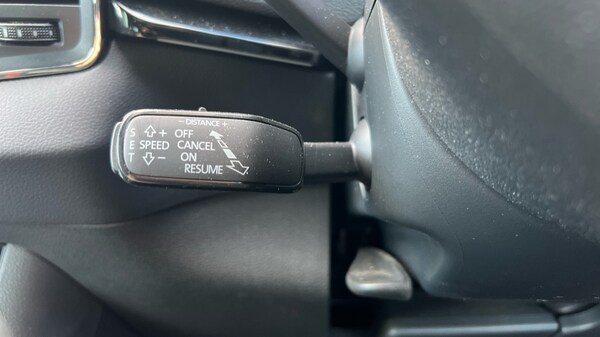 − DISTANCE +
S + OFF
E SPEED CANCEL
T − ON
RESUME